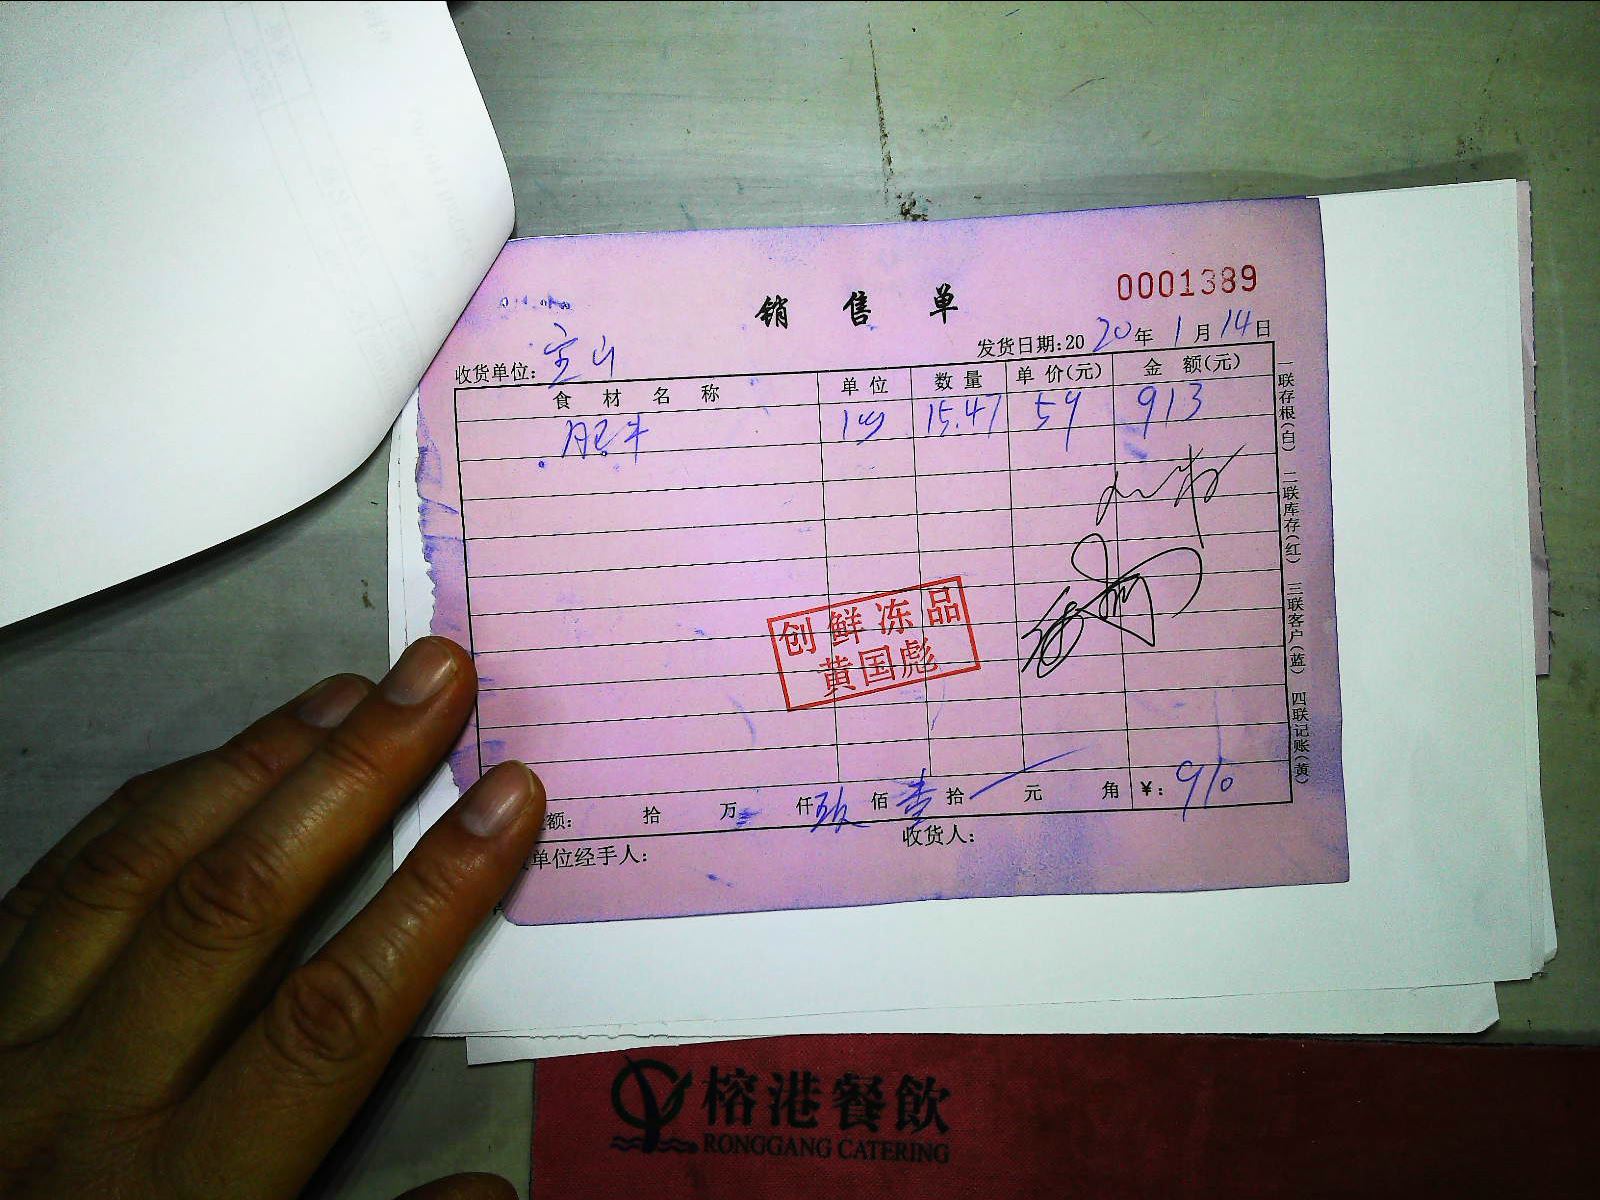 0001389
销售单
发货日期:2020年1月14日
收货单位:宝山
食材名称 单位 数量 单价(元) 金额(元)
肥牛 15.47 59 913
一联存根(白) 二联库存(红) 三联客户(蓝) 四联记账(黄)
创鲜冻品
黄国彪
额: 拾 万 仟 玖 佰 壹 拾 元 角 ¥: 910
单位经手人: 收货人:
榕港餐飲
RONGGANG CATERING